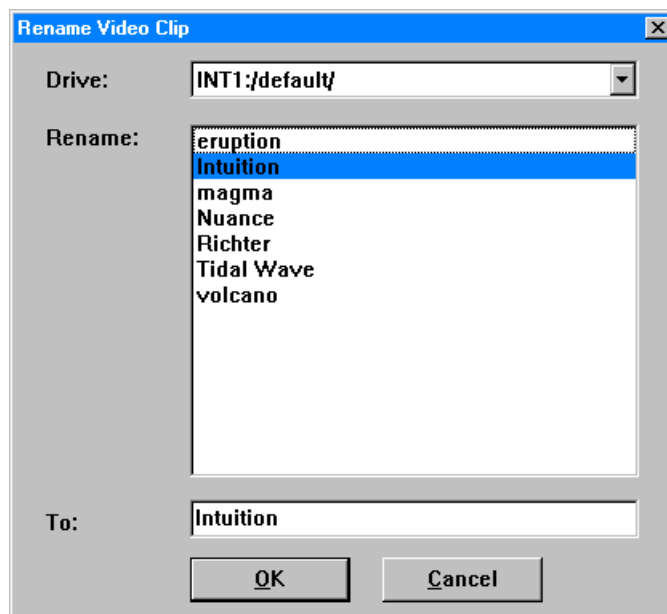 Rename Video Clip
Drive: INT1:/default/
Rename: eruption
Intuition
magma
Nuance
Richter
Tidal Wave
volcano
To: Intuition
OK Cancel